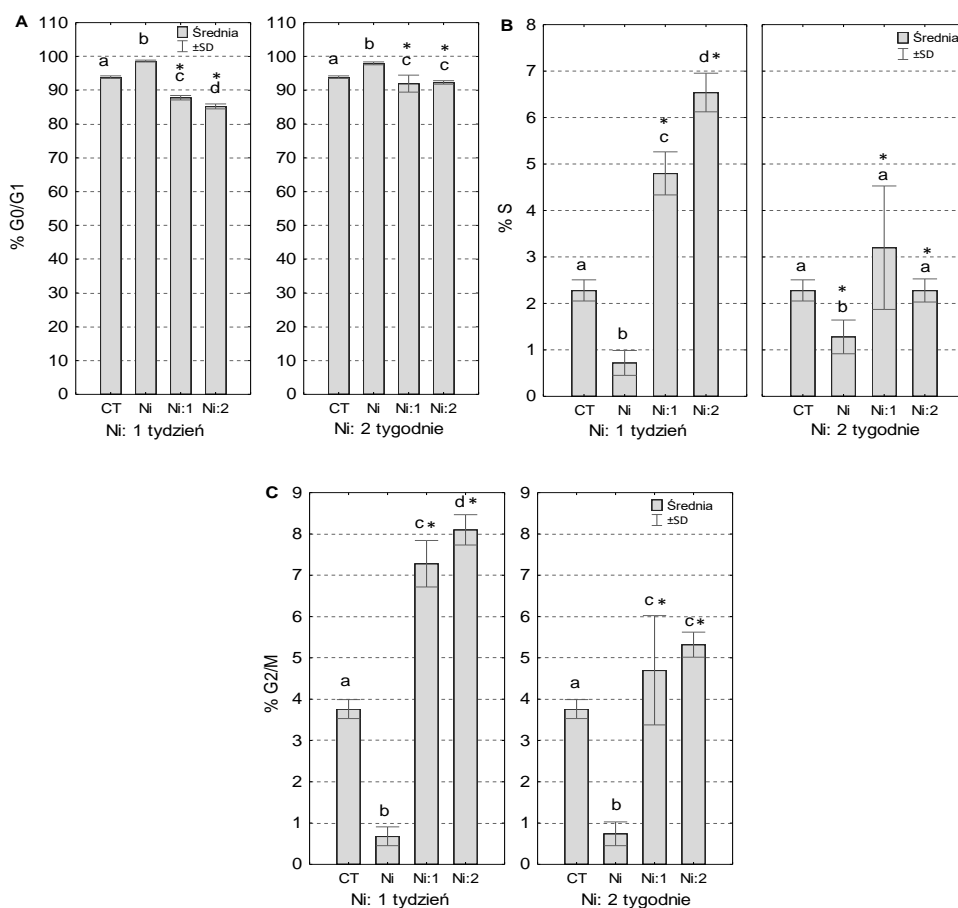 A
% G0/G1
110
100
90
80
70
60
50
40
30
20
10
0
a
b
*
c
*
d
Średnia
±SD
CT Ni Ni:1 Ni:2
Ni: 1 tydzień
110
100
90
80
70
60
50
40
30
20
10
0
a
b
*
c
*
c
Średnia
±SD
CT Ni Ni:1 Ni:2
Ni: 2 tygodnie
B
% S
8
7
6
5
4
3
2
1
0
a
b
*
c
d*
CT Ni Ni:1 Ni:2
Ni: 1 tydzień
Średnia
±SD
a
*
b
*
a
*
a
CT Ni Ni:1 Ni:2
Ni: 2 tygodnie
C
% G2/M
9
8
7
6
5
4
3
2
1
0
a
b
c*
d*
CT Ni Ni:1 Ni:2
Ni: 1 tydzień
9
8
7
6
5
4
3
2
1
0
Średnia
±SD
a
b
c*
c*
CT Ni Ni:1 Ni:2
Ni: 2 tygodnie